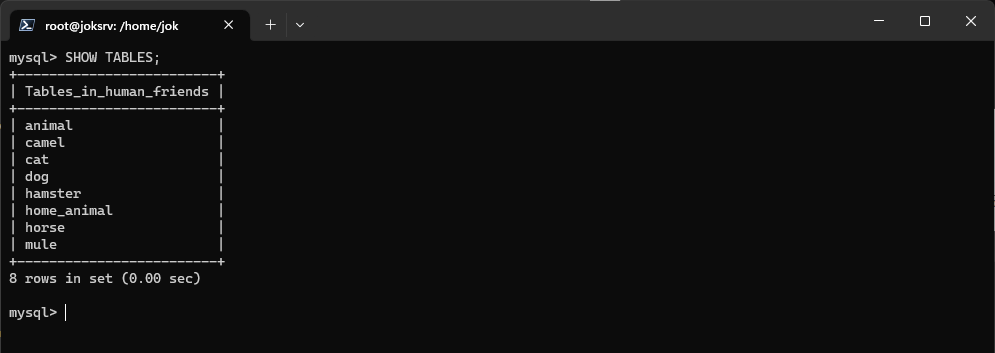 root@joksrv: /home/jok
mysql> SHOW TABLES;
+-------------------------+
| Tables_in_human_friends |
+-------------------------+
| animal                  |
| camel                   |
| cat                     |
| dog                     |
| hamster                 |
| home_animal             |
| horse                   |
| mule                    |
+-------------------------+
8 rows in set (0.00 sec)
mysql>